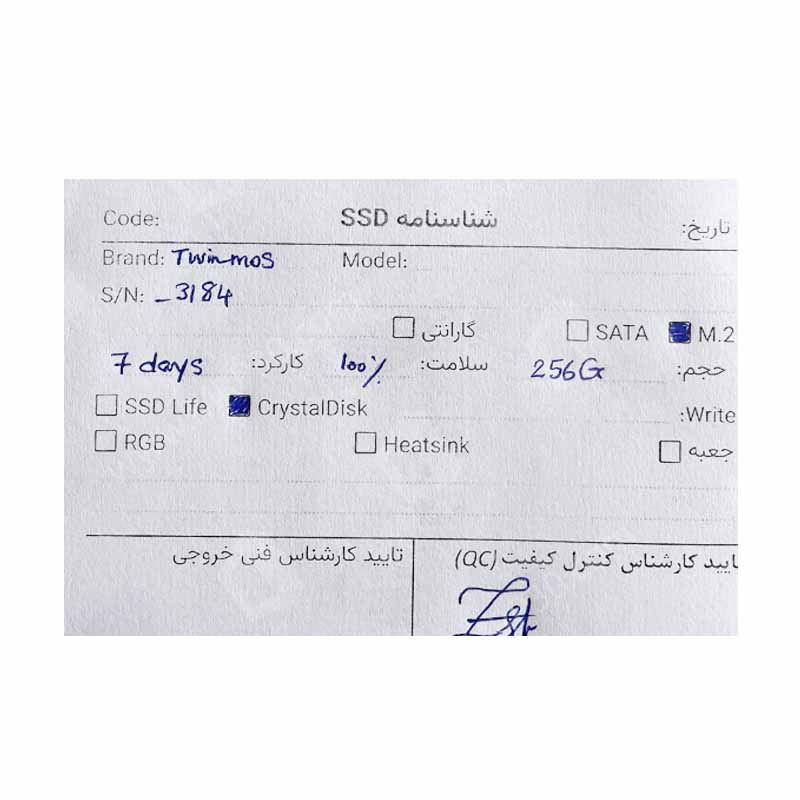 Code: شناسنامه SSD تاریخ:
Brand: Twinmos Model:
S/N: _3184
گارانتی SATA M.2
7 days کارکرد: 100% سلامت: 256G حجم:
SSD Life CrystalDisk Write:
RGB Heatsink جعبه
تایید کارشناس فنی خروجی
ایید کارشناس کنترل کیفیت (QC)